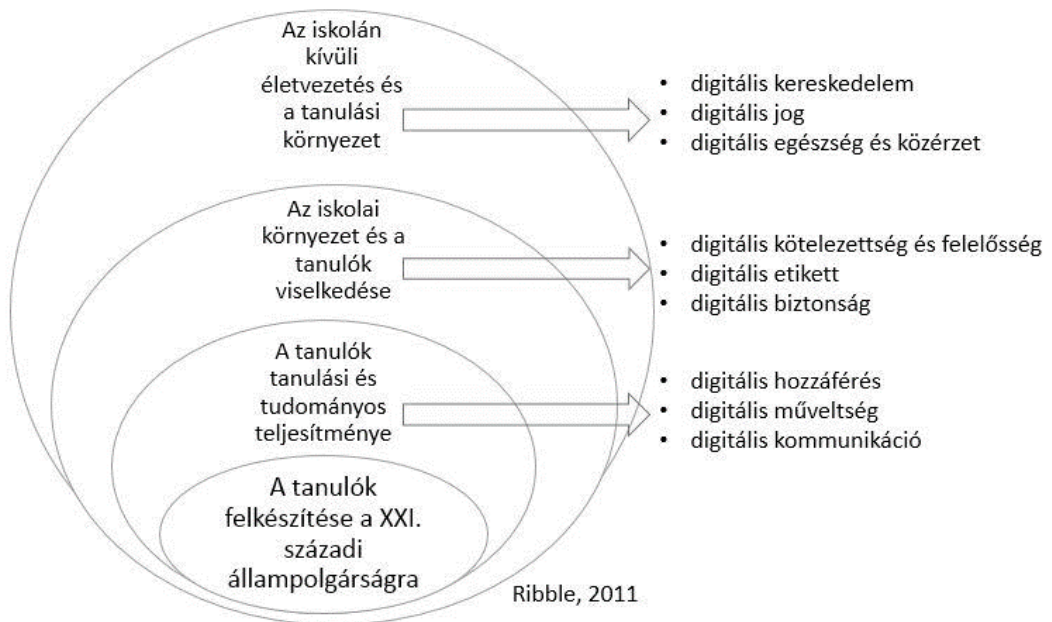 Az iskolán
kívüli
életvezetés és
a tanulási
környezet
• digitális kereskedelem
• digitális jog
• digitális egészség és közérzet
Az iskolai
környezet és a
tanulók
viselkedése
• digitális kötelezettség és felelősség
• digitális etikett
• digitális biztonság
A tanulók
tanulási és
tudományos
teljesítménye
• digitális hozzáférés
• digitális műveltség
• digitális kommunikáció
A tanulók
felkészítése a XXI.
századi
állampolgárságra
Ribble, 2011